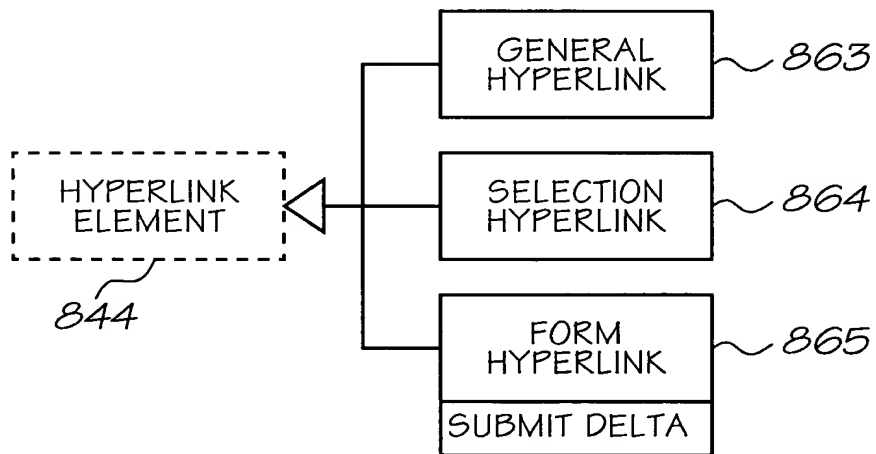 GENERAL
HYPERLINK
863
HYPERLINK
ELEMENT
844
SELECTION
HYPERLINK
864
FORM
HYPERLINK
865
SUBMIT DELTA